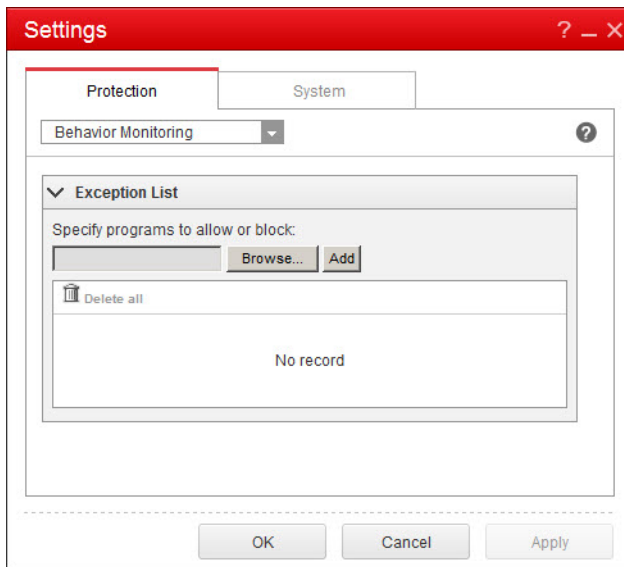 Settings
Protection System
Behavior Monitoring
Exception List
Specify programs to allow or block:
Browse... Add
Delete all
No record
OK Cancel Apply